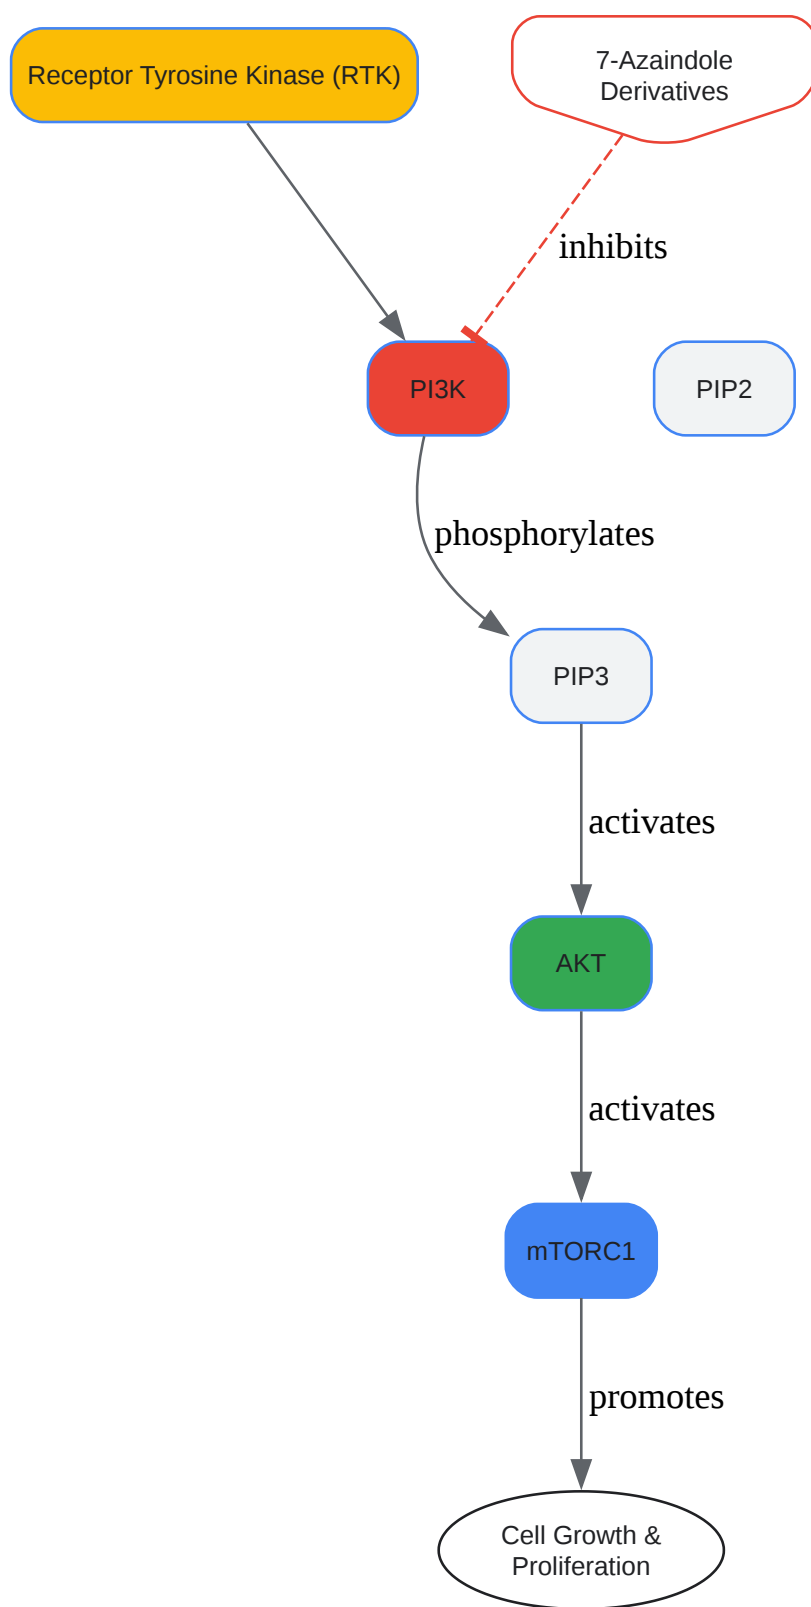 Receptor Tyrosine Kinase (RTK)
7-Azaindole
Derivatives
inhibits
PI3K
PIP2
phosphorylates
PIP3
activates
AKT
activates
mTORC1
promotes
Cell Growth &
Proliferation